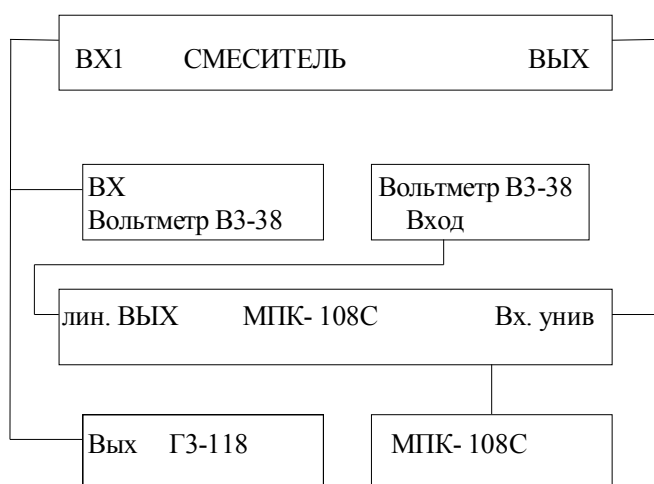 ВХ1 СМЕСИТЕЛЬ ВЫХ
ВХ
Вольтметр В3-38
Вольтметр В3-38
Вход
лин. ВЫХ МПК- 108С Вх. унив
Вых Г3-118
МПК- 108С